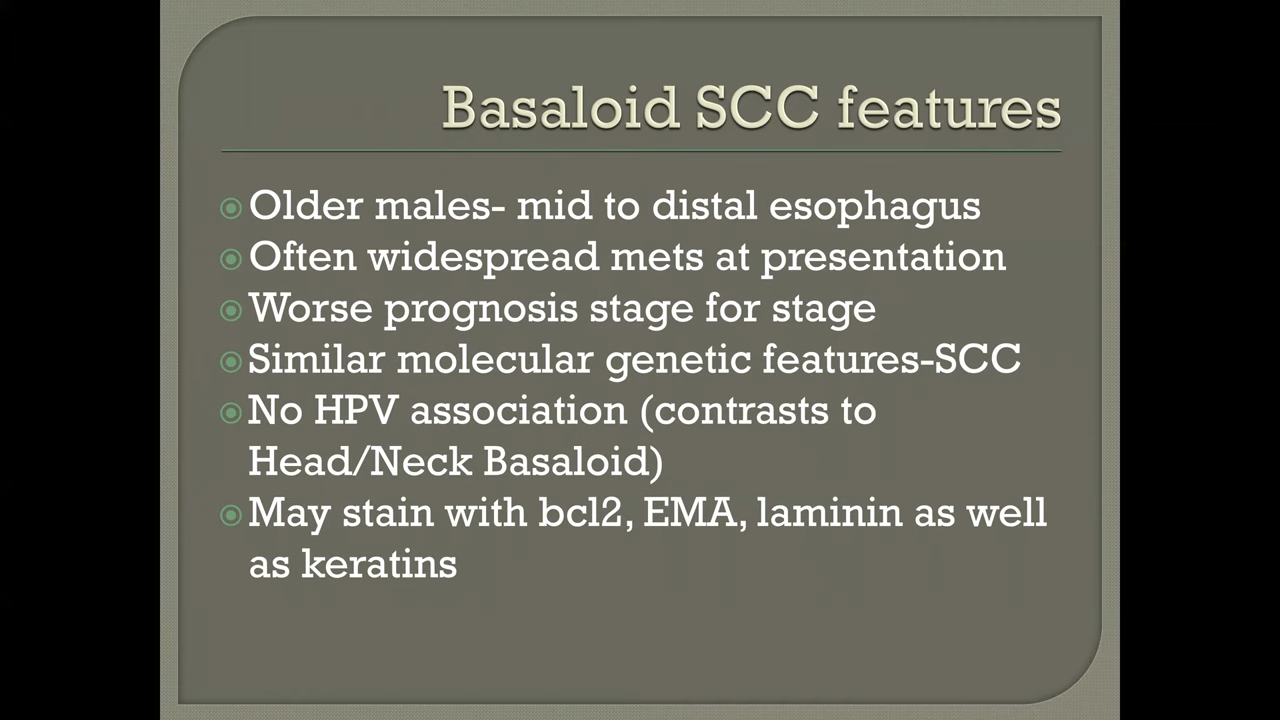 Basaloid SCC features
Older males- mid to distal esophagus
Often widespread mets at presentation
Worse prognosis stage for stage
Similar molecular genetic features-SCC
No HPV association (contrasts to
Head/Neck Basaloid)
May stain with bcl2, EMA, laminin as well
as keratins